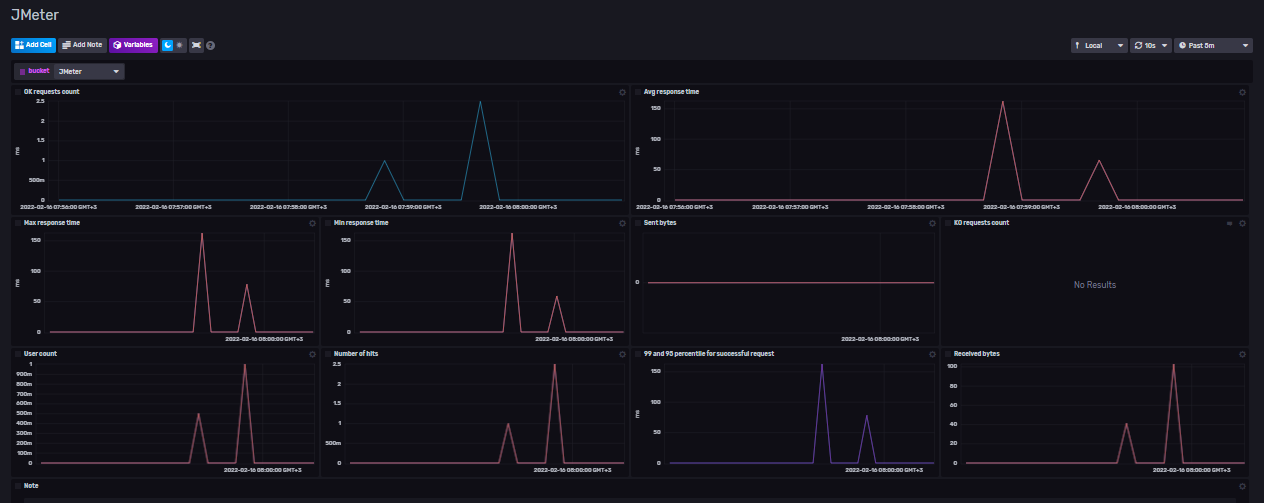 JMeter
Add Cell Add Note Variables ? Local 10s Past 5m
bucket JMeter
OK requests count
2.5
2
1.5
1
500m
0
ms
2022-02-16 07:56:00 GMT+3 2022-02-16 07:57:00 GMT+3 2022-02-16 07:58:00 GMT+3 2022-02-16 07:59:00 GMT+3 2022-02-16 08:00:00 GMT+3
Avg response time
150
100
50
0
ms
2022-02-16 07:56:00 GMT+3 2022-02-16 07:57:00 GMT+3 2022-02-16 07:58:00 GMT+3 2022-02-16 07:59:00 GMT+3 2022-02-16 08:00:00 GMT+3
Max response time
150
100
50
0
ms
2022-02-16 08:00:00 GMT+3
Min response time
150
100
50
0
ms
2022-02-16 08:00:00 GMT+3
Sent bytes
0
2022-02-16 08:00:00 GMT+3
KO requests count
No Results
User count
1
900m
800m
700m
600m
500m
400m
300m
200m
100m
0
2022-02-16 08:00:00 GMT+3
Number of hits
2.5
2
1.5
1
500m
0
2022-02-16 08:00:00 GMT+3
99 and 90 percentile for successful request
150
100
50
0
ms
2022-02-16 08:00:00 GMT+3
Received bytes
100
80
60
40
20
0
2022-02-16 08:00:00 GMT+3
Note